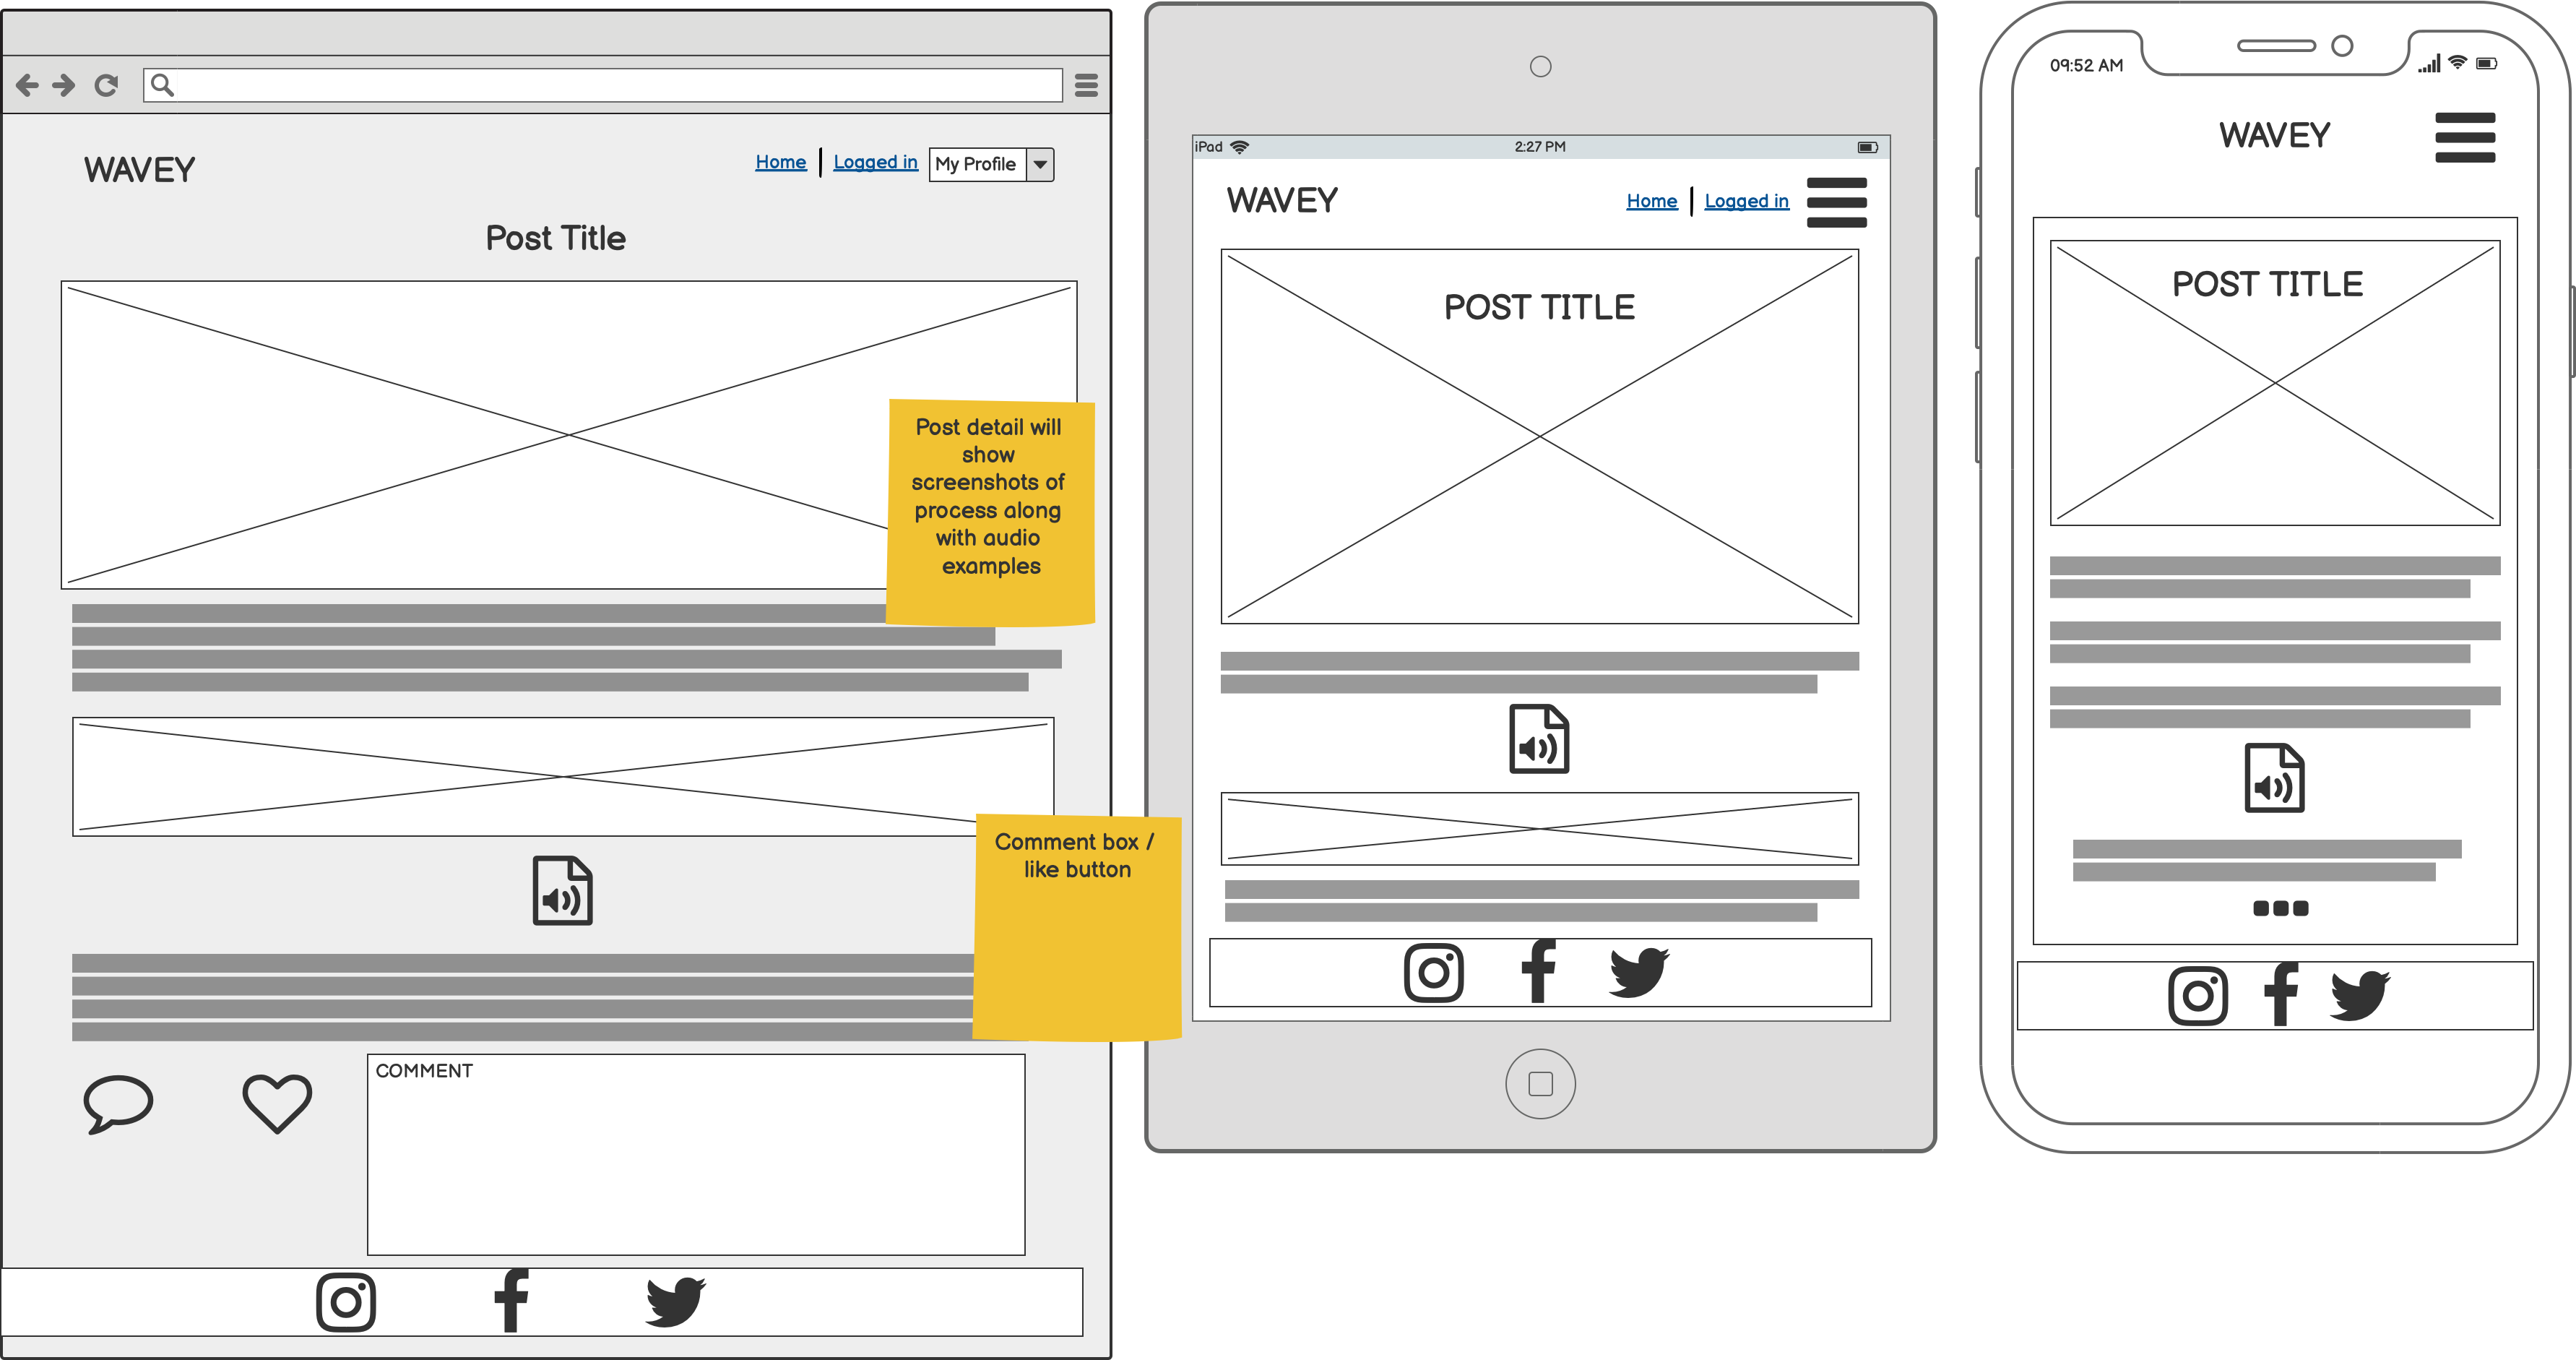 WAVEY
Home Logged in My Profile
Post Title
Post detail will
show
screenshots of
process along
with audio
examples
Comment box /
like button
COMMENT
iPad 2:27 PM
WAVEY
Home Logged in
POST TITLE
09:52 AM
WAVEY
POST TITLE